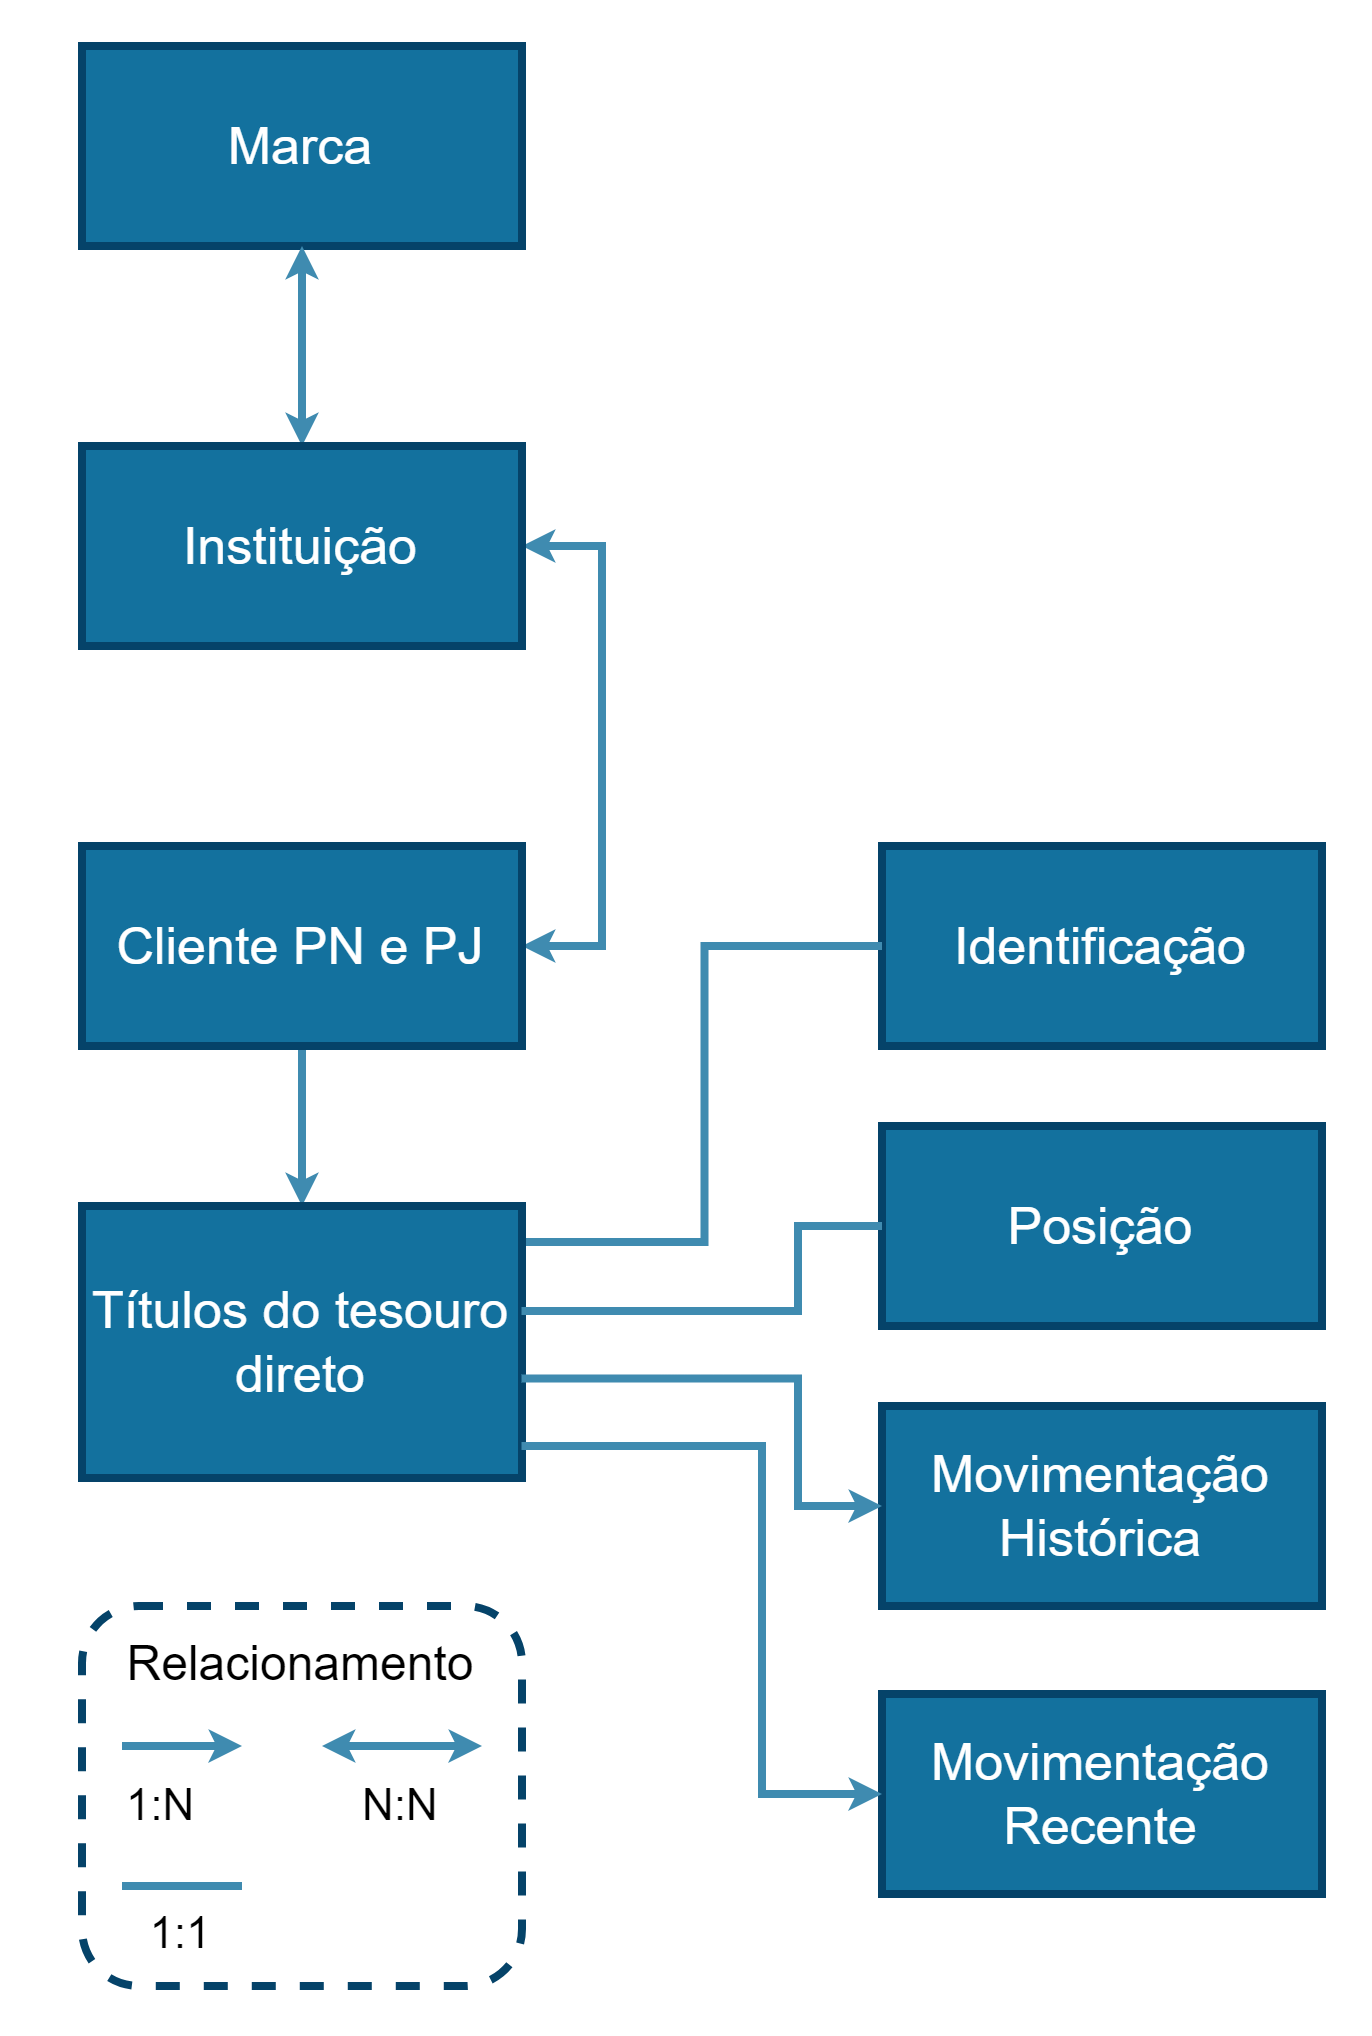 Marca
Instituição
Cliente PN e PJ
Identificação
Posição
Títulos do tesouro
direto
Movimentação
Histórica
Movimentação
Recente
Relacionamento
1:N
N:N
1:1